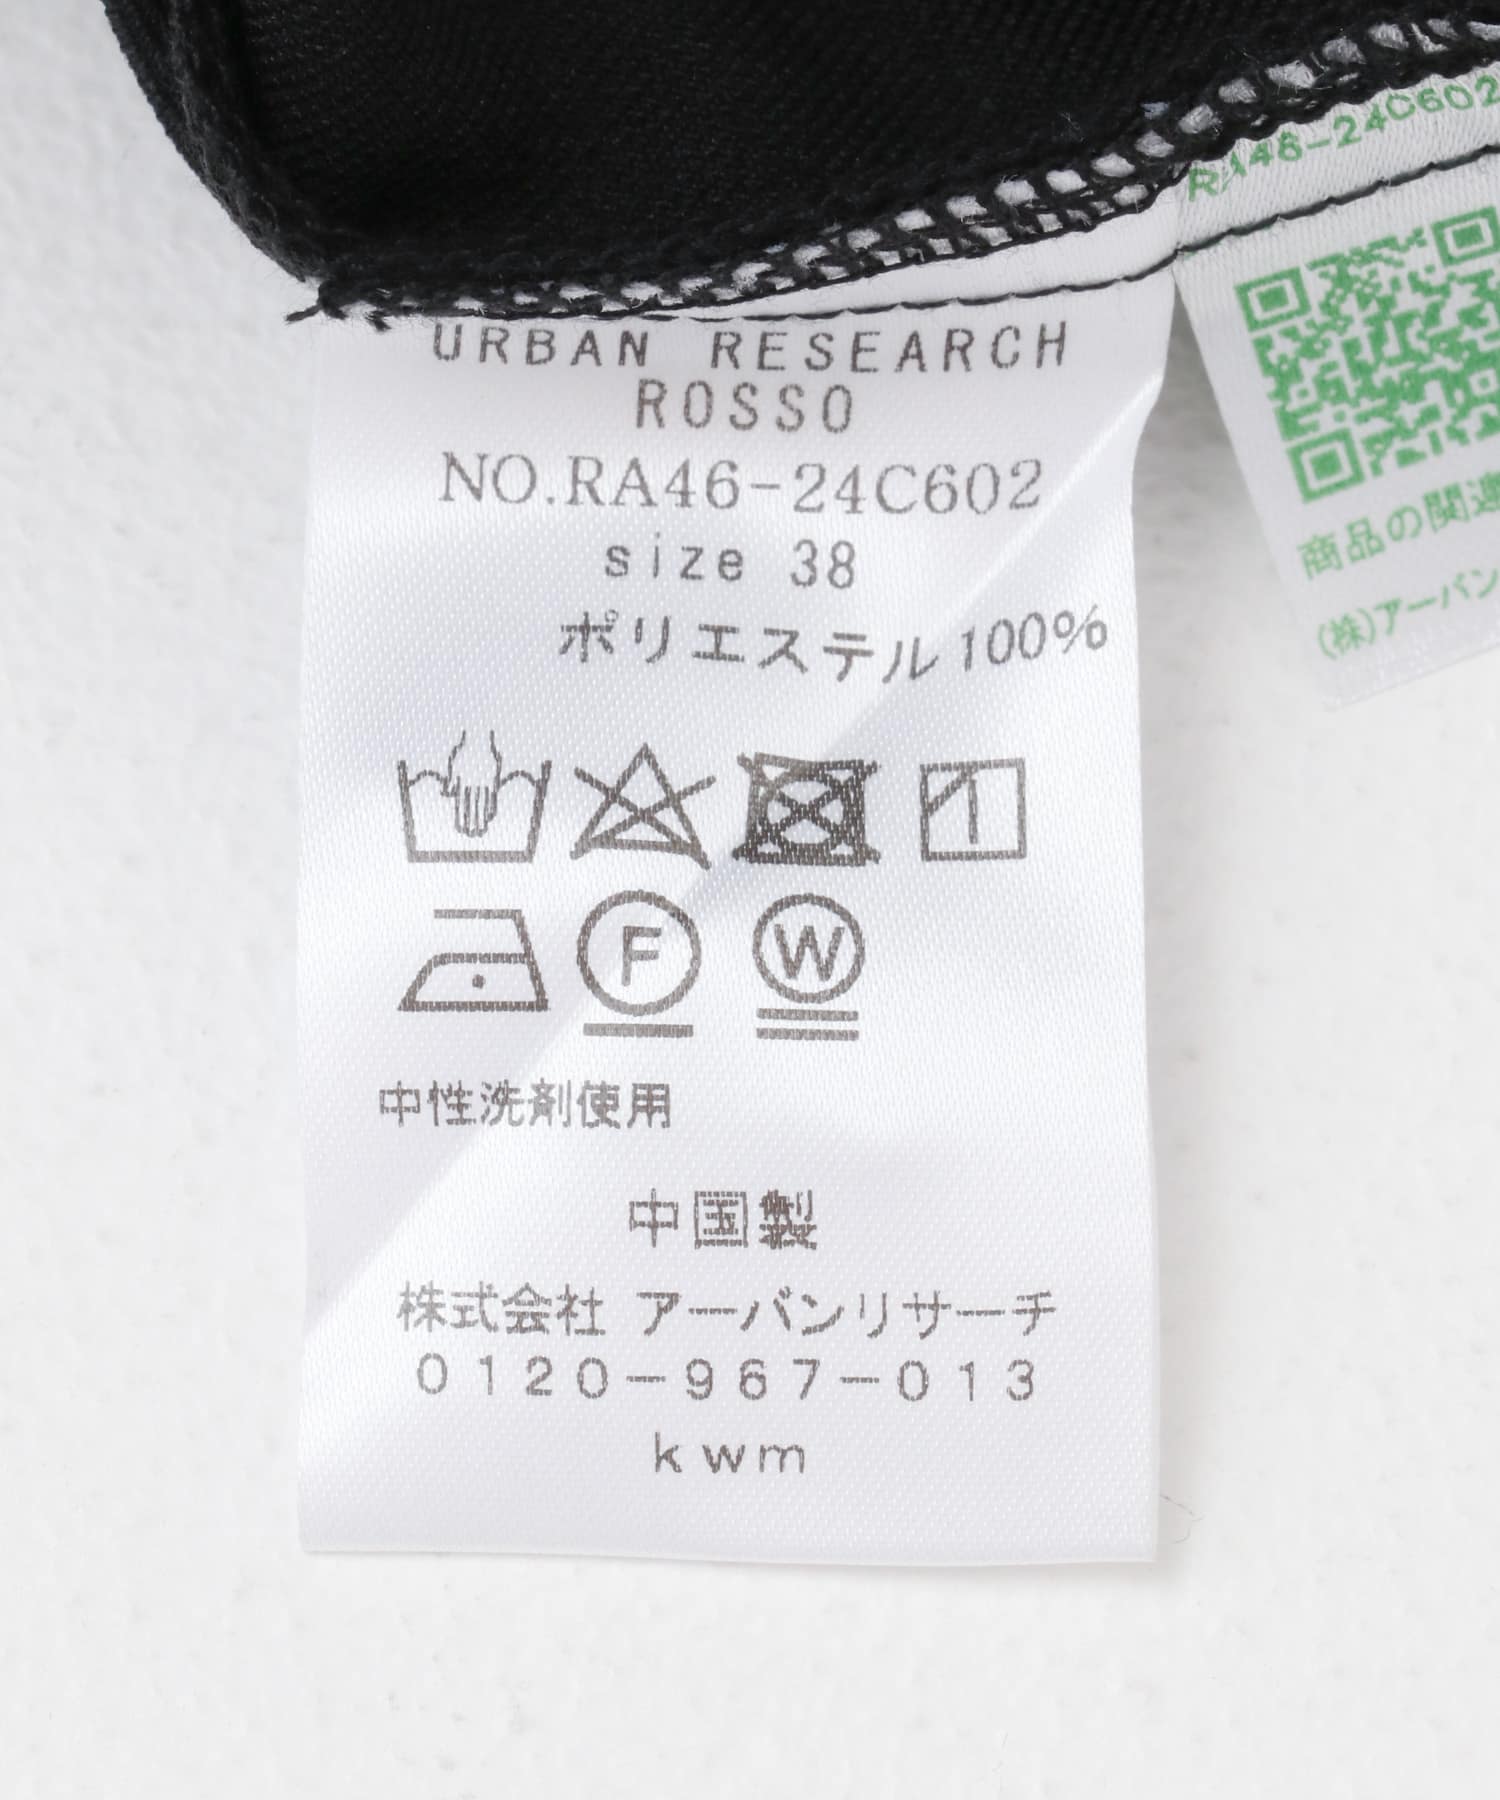 URBAN RESEARCH
ROSSO
NO.RA46-24C602
size 38
ポリエステル100%
F
W
中性洗剤使用
中国製
株式会社 アーバンリサーチ
0120-967-013
kwm
RA46-24C602
商品の関連
(株)アーバン